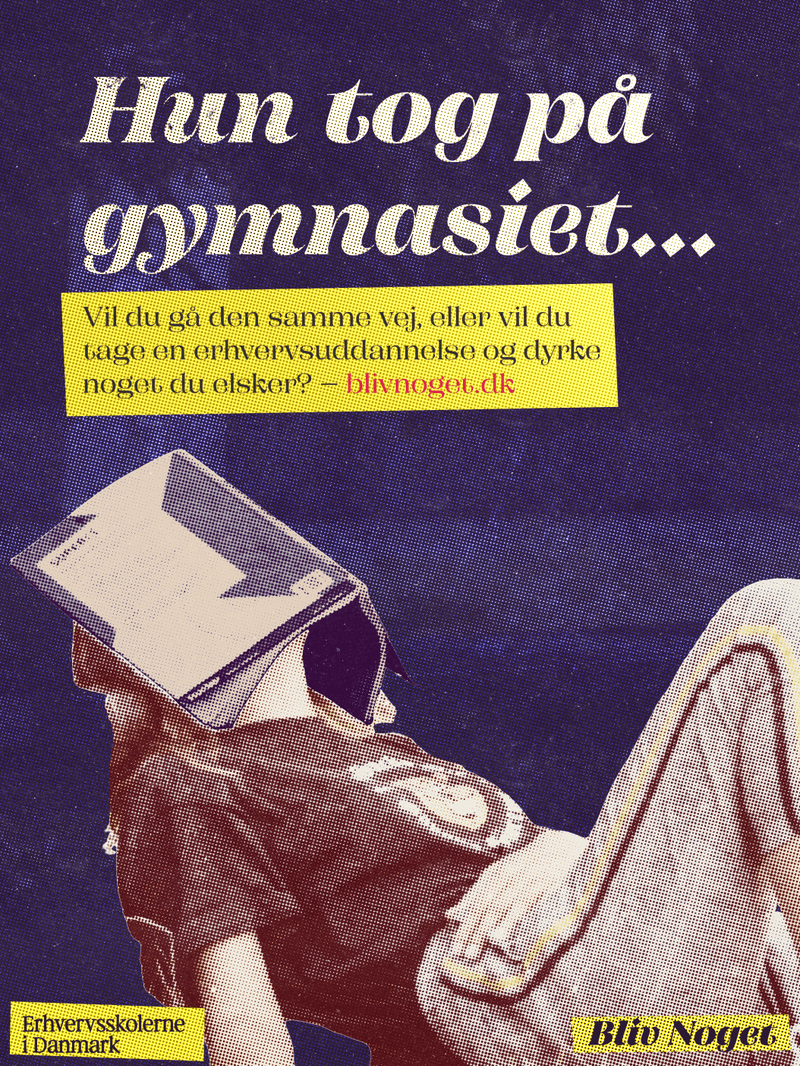 Hun tog på
gymnasiet...
Vil du gå den samme vej, eller vil du
tage en erhvervsuddannelse og dyrke
noget du elsker? – blivnoget.dk
Erhvervsskolerne
i Danmark
Bliv Noget